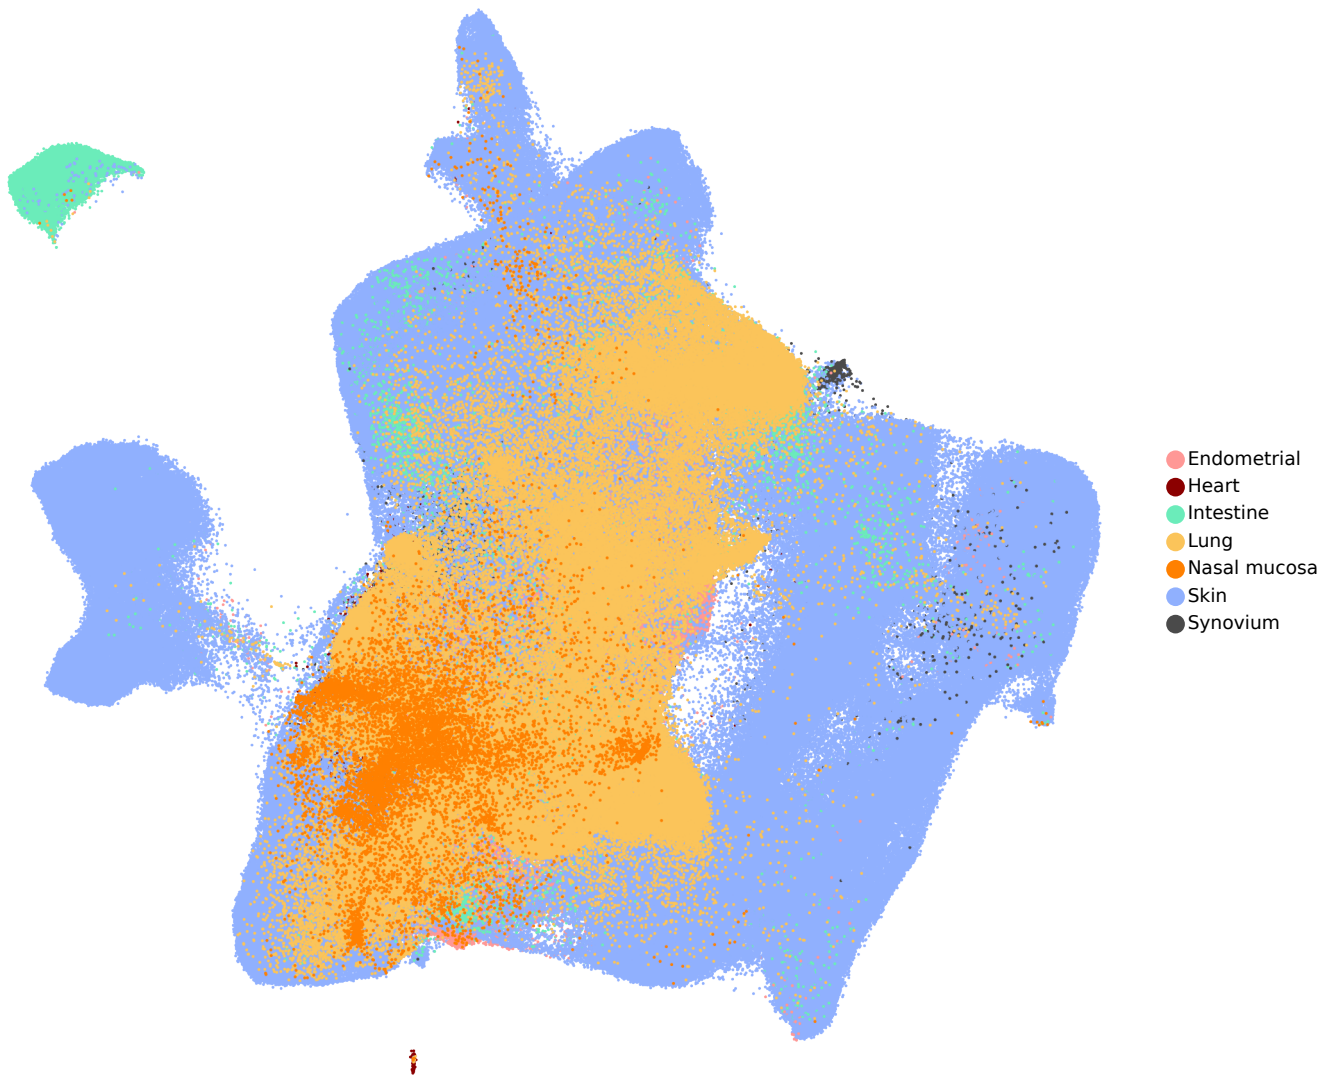 Endometrial
Heart
Intestine
Lung
Nasal mucosa
Skin
Synovium